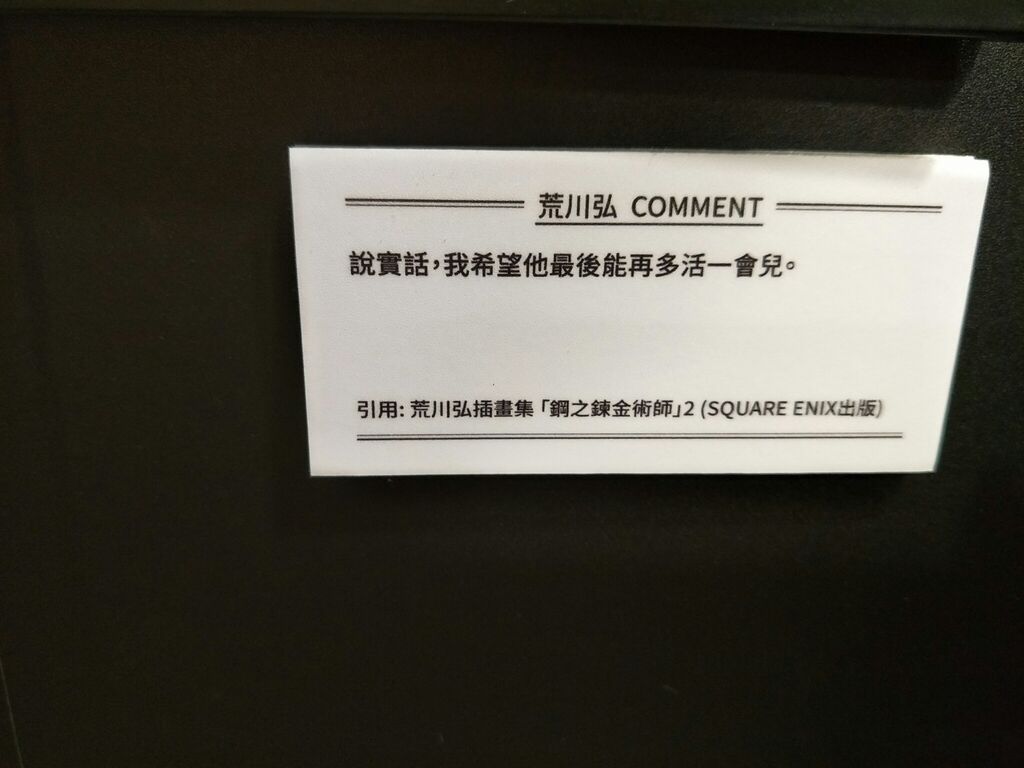 荒川弘 COMMENT
說實話，我希望他最後能再多活一會兒。
引用: 荒川弘插畫集「鋼之鍊金術師」2 (SQUARE ENIX出版)